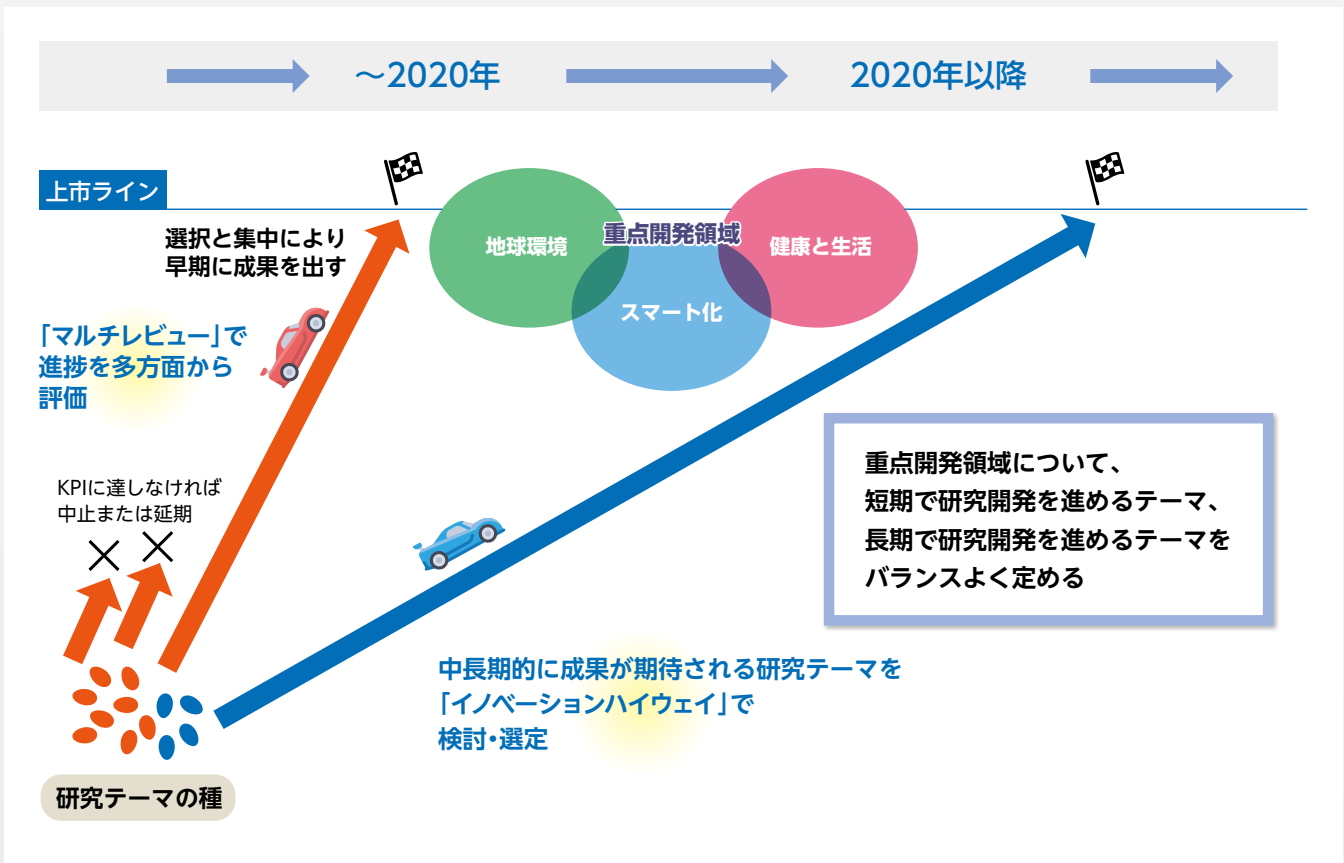 ～2020年
2020年以降
上市ライン
選択と集中により
早期に成果を出す
地球環境
重点開発領域
健康と生活
スマート化
「マルチレビュー」で
進捗を多方面から
評価
KPIに達しなければ
中止または延期
重点開発領域について、
短期で研究開発を進めるテーマ、
長期で研究開発を進めるテーマを
バランスよく定める
中長期的に成果が期待される研究テーマを
「イノベーションハイウェイ」で
検討・選定
研究テーマの種